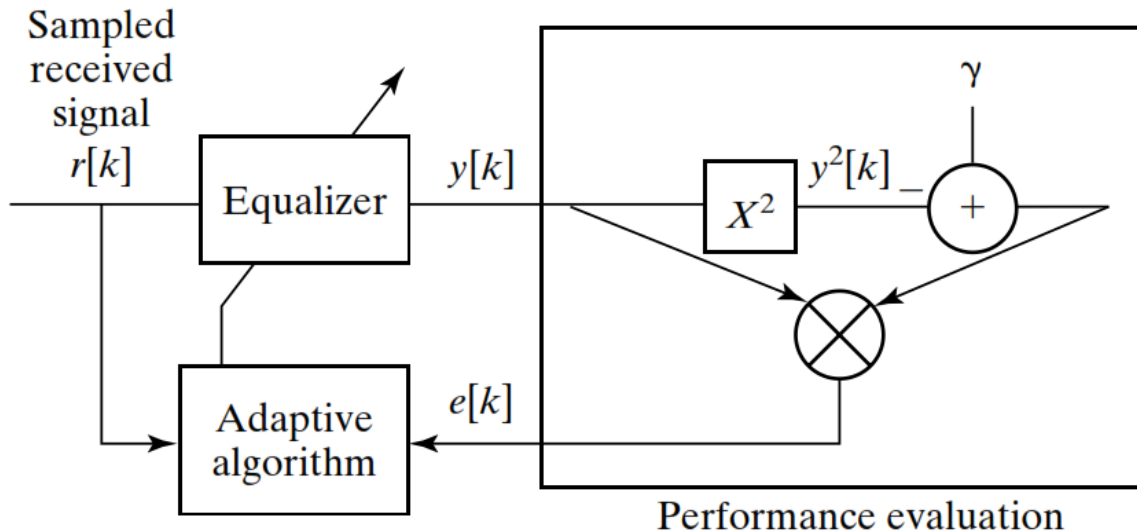 Sampled
received
signal
r[k]
γ
Equalizer
y[k]
X²
y²[k] –
+
e[k]
Adaptive
algorithm
Performance evaluation